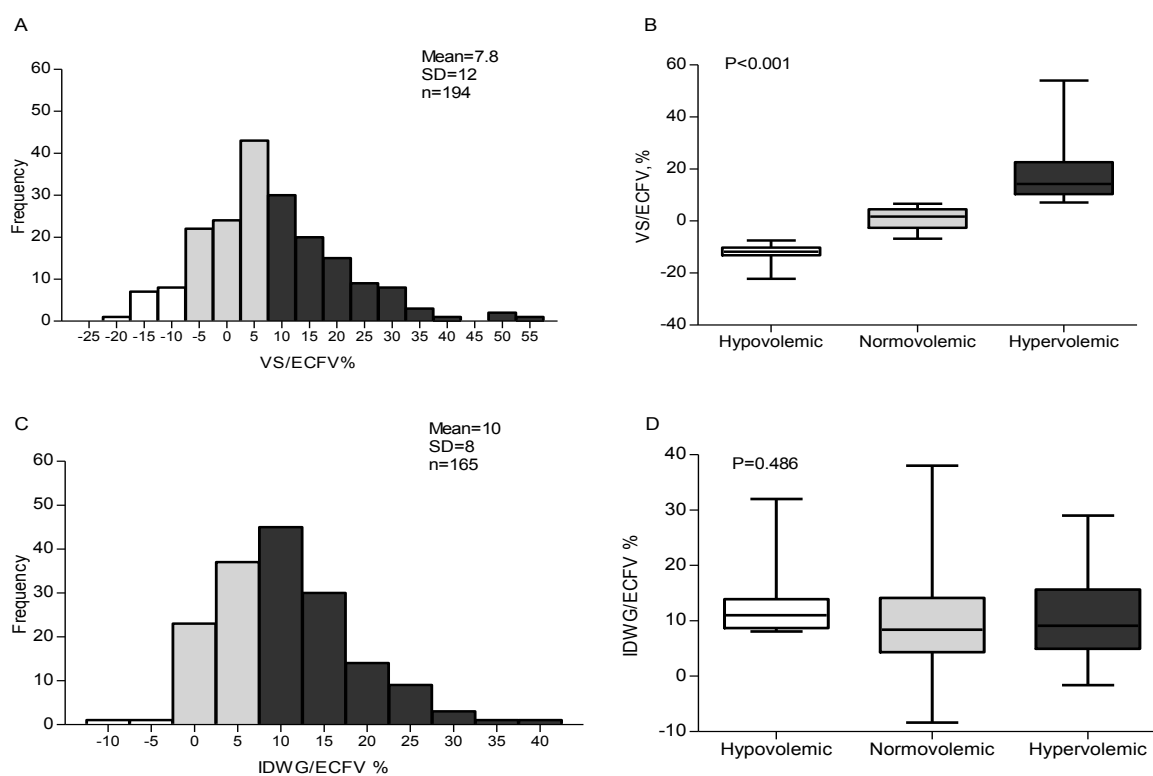 A
Mean=7.8
SD=12
n=194
60
50
40
30
20
10
0
Frequency
-25 -20 -15 -10 -5 0 5 10 15 20 25 30 35 40 45 50 55
VS/ECFV%
B
P<0.001
60
40
20
0
-20
-40
VS/ECFV, %
Hypovolemic Normovolemic Hypervolemic
C
Mean=10
SD=8
n=165
60
50
40
30
20
10
0
Frequency
-10 -5 0 5 10 15 20 25 30 35 40
IDWG/ECFV %
D
P=0.486
40
30
20
10
0
-10
IDWG/ECFV %
Hypovolemic Normovolemic Hypervolemic